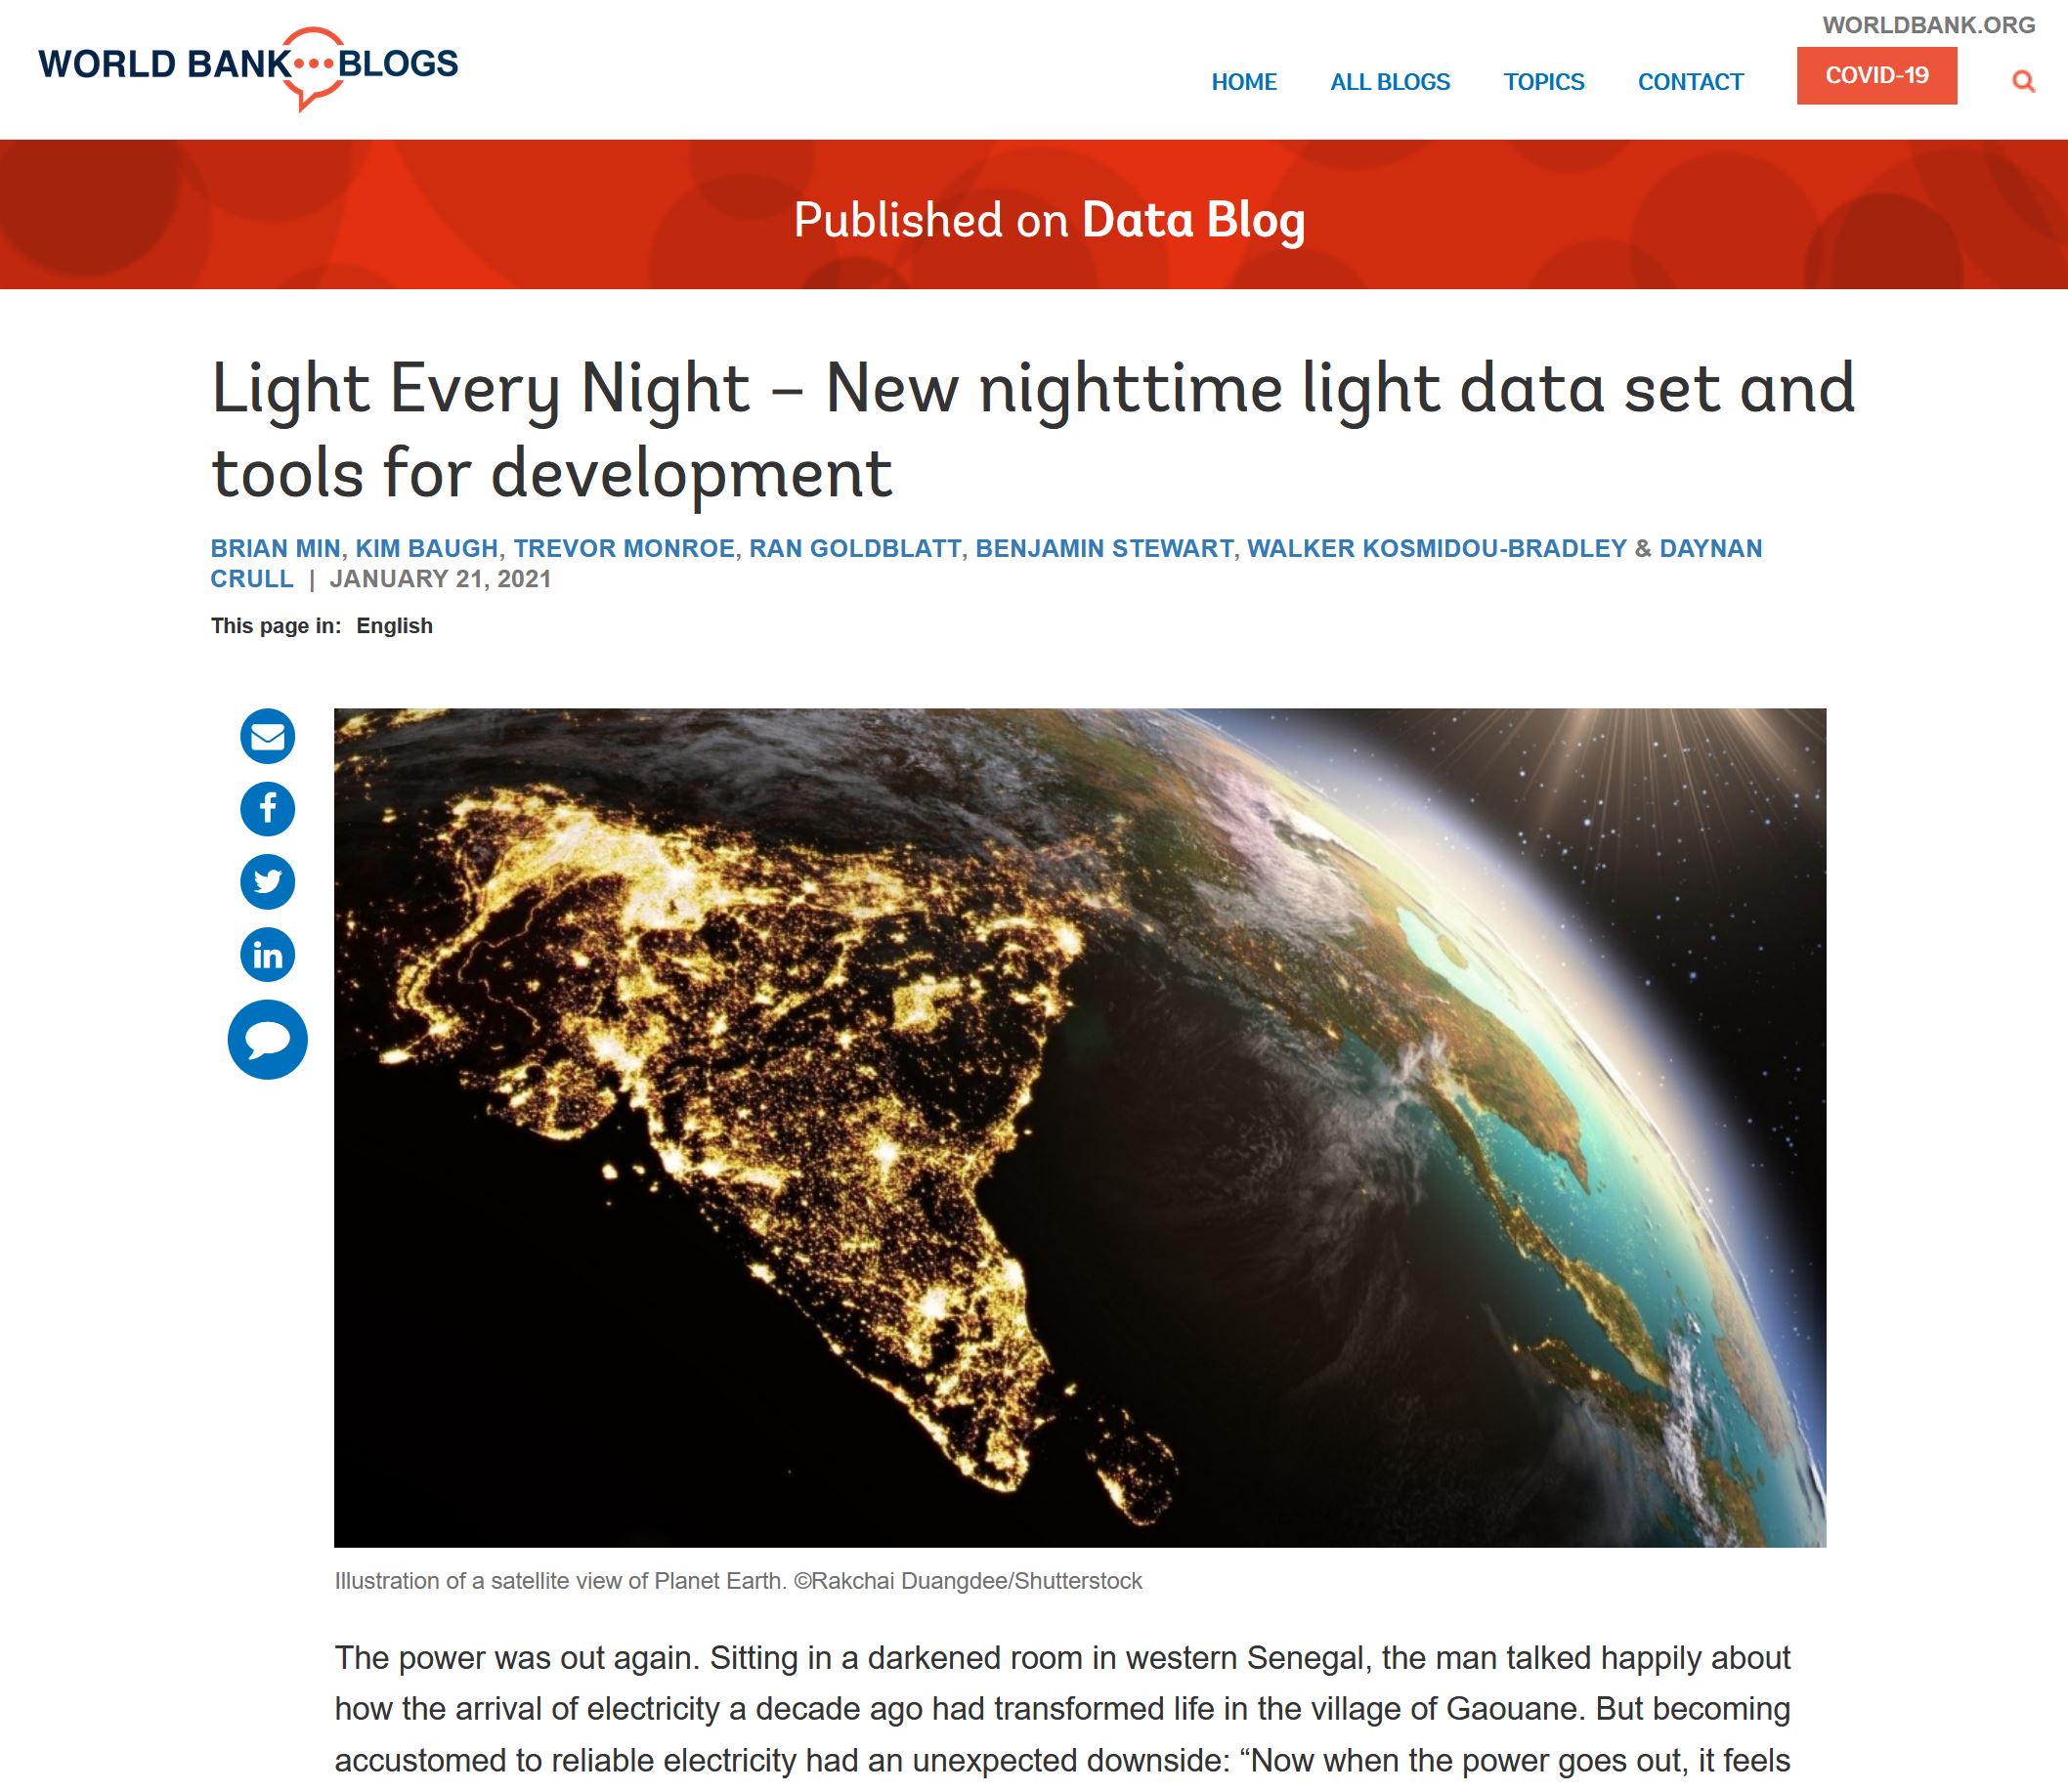 WORLDBANK.ORG
WORLD BANK BLOGS
HOME ALL BLOGS TOPICS CONTACT COVID-19
Published on Data Blog
Light Every Night – New nighttime light data set and
tools for development
BRIAN MIN, KIM BAUGH, TREVOR MONROE, RAN GOLDBLATT, BENJAMIN STEWART, WALKER KOSMIDOU-BRADLEY & DAYNAN
CRULL | JANUARY 21, 2021
This page in: English
Illustration of a satellite view of Planet Earth. ©Rakchai Duangdee/Shutterstock
The power was out again. Sitting in a darkened room in western Senegal, the man talked happily about
how the arrival of electricity a decade ago had transformed life in the village of Gaouane. But becoming
accustomed to reliable electricity had an unexpected downside: “Now when the power goes out, it feels